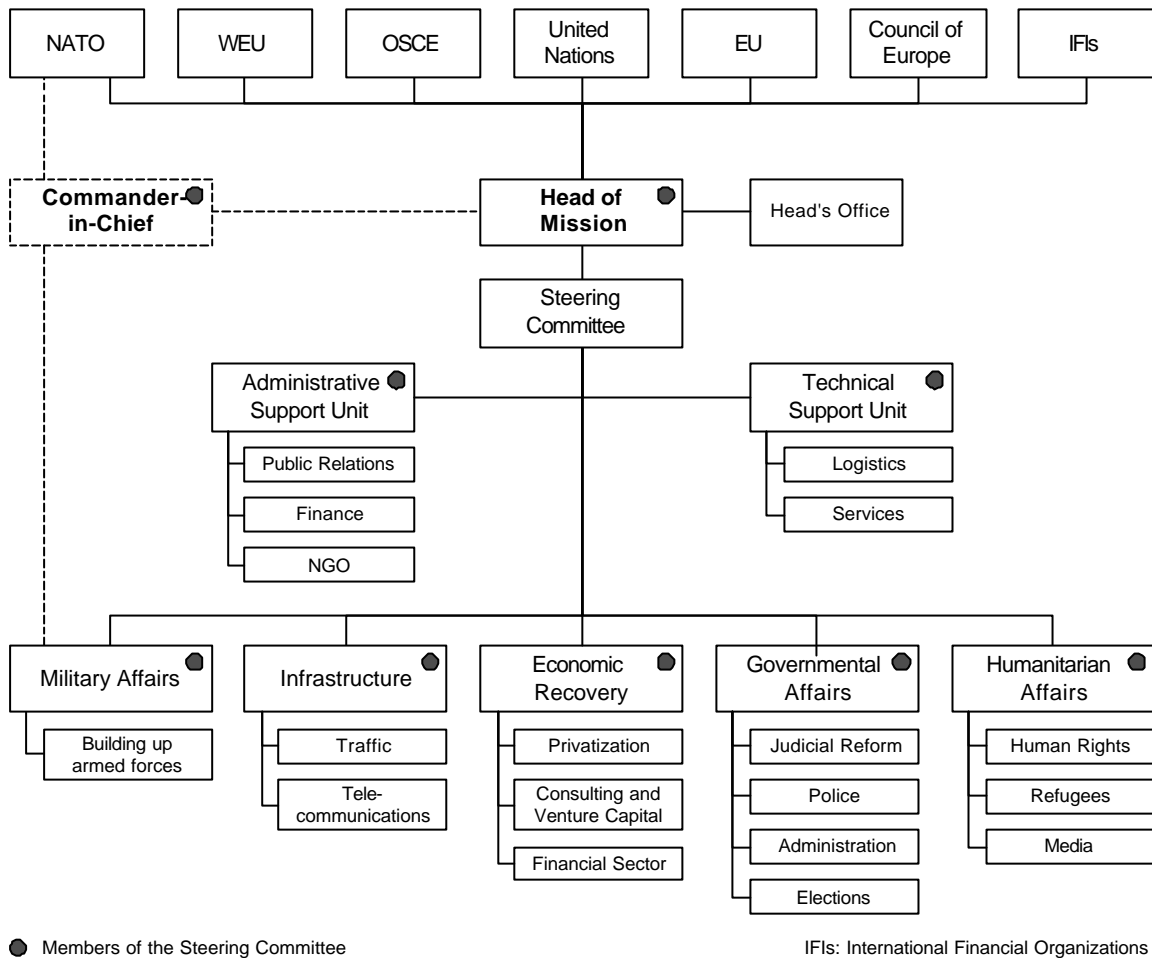 NATO
WEU
OSCE
United
Nations
EU
Council of
Europe
IFIs
Commander-
in-Chief
Head of
Mission
Head's Office
Steering
Committee
Administrative
Support Unit
Public Relations
Finance
NGO
Technical
Support Unit
Logistics
Services
Military Affairs
Building up
armed forces
Infrastructure
Traffic
Tele-
communications
Economic
Recovery
Privatization
Consulting and
Venture Capital
Financial Sector
Governmental
Affairs
Judicial Reform
Police
Administration
Elections
Humanitarian
Affairs
Human Rights
Refugees
Media
Members of the Steering Committee
IFIs: International Financial Organizations